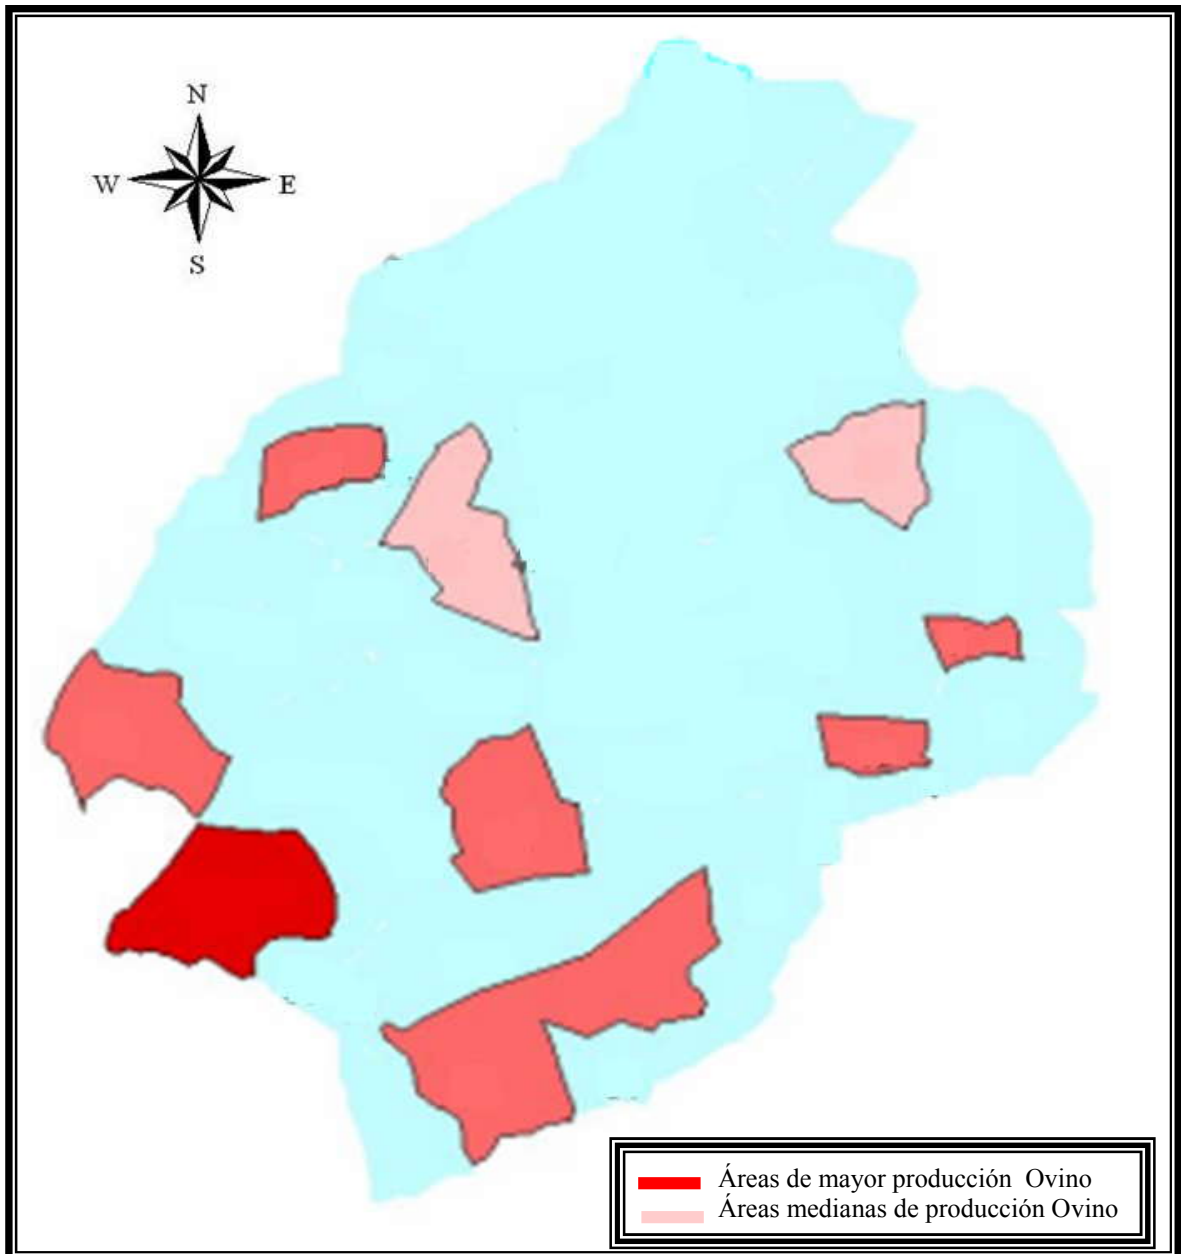 N
W E
S
Áreas de mayor producción Ovino
Áreas medianas de producción Ovino